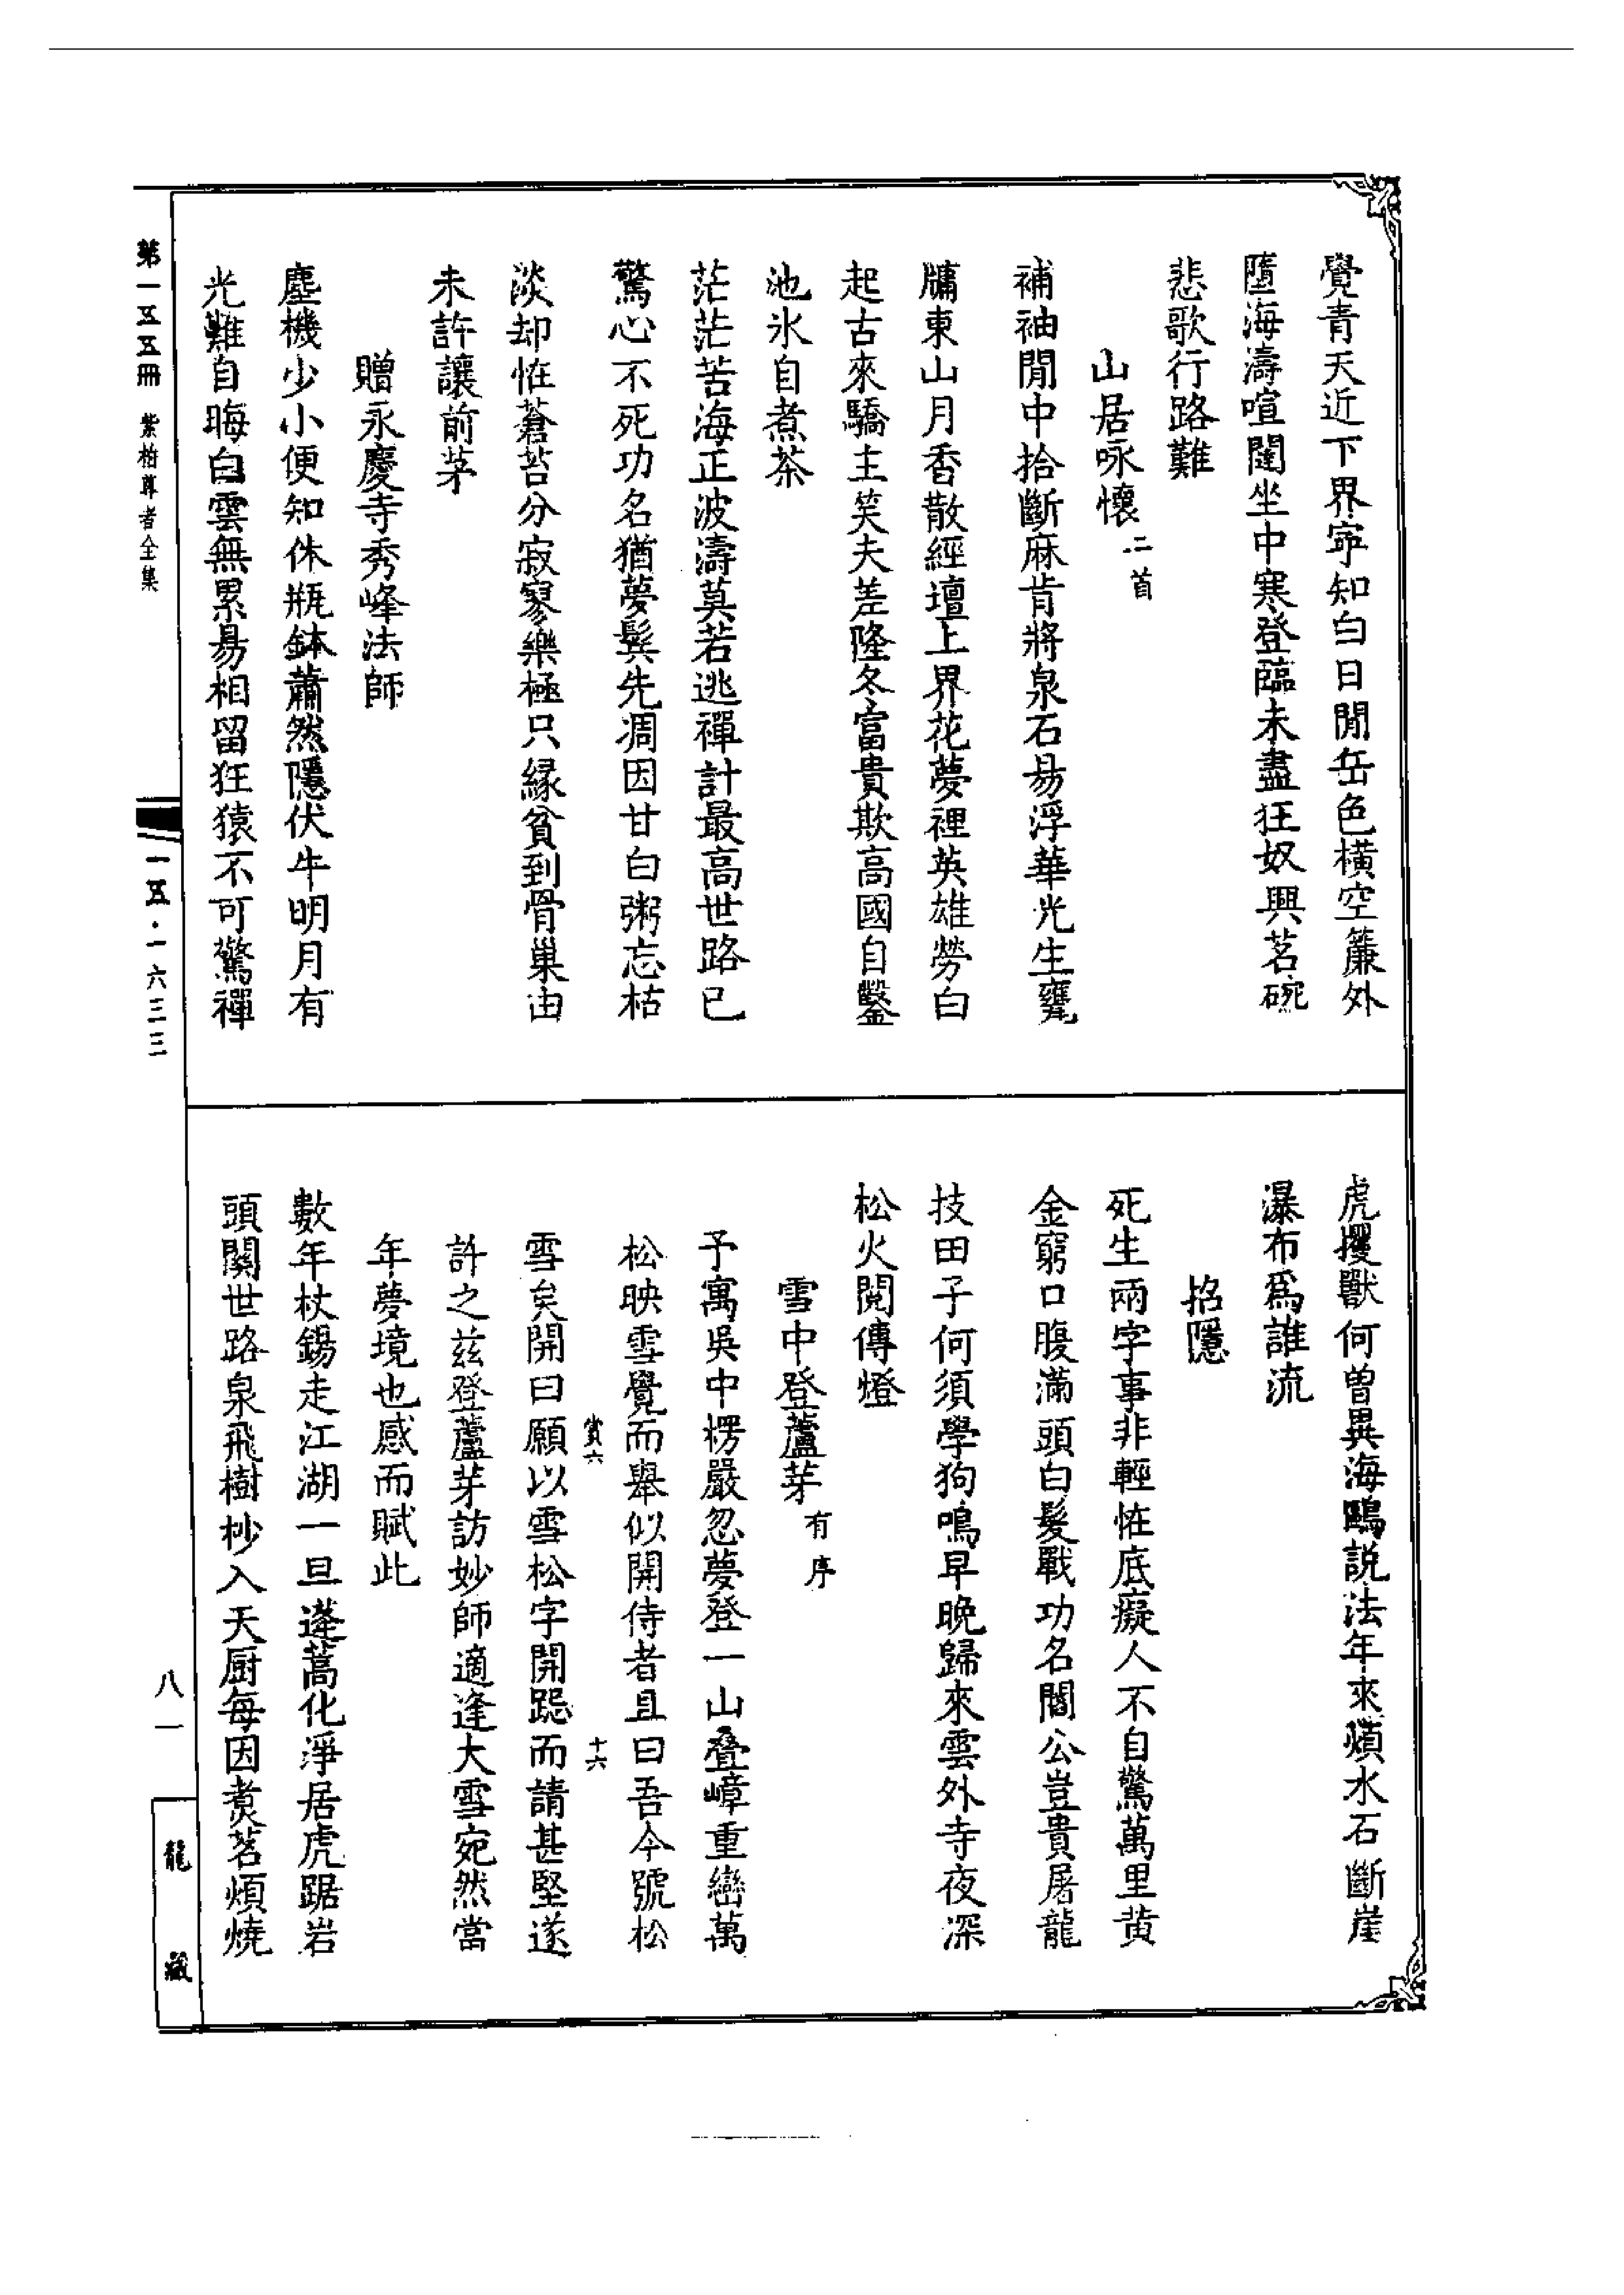 覺青天近下界寧知白日閒岳色橫空簾外
墮海濤喧闐坐中寒登臨未盡狂奴興茗碗
悲歌行路難
山居咏懷二首
補袖閒中拾斷麻肯將泉石易浮華光生甕
牗東山月香散經壇上界花夢裡英雄勞白
起古來驕主笑夫差隆冬富貴欺高國自鑿
池氷自煮茶
茫茫苦海正波濤莫若逃禪計最高世路已
驚心不死功名猶夢鬂先凋因甘白粥忘枯
淡却恠蒼苔分寂寥樂極只緣貧到骨巢由
未許讓前茅
贈永慶寺秀峰法師
塵機少小便知休瓶鉢蕭然隱伏牛明月有
光難自晦白雲無累易相留狂猿不可驚禪
虎攫獸何曾異海鷗說法年來煩水石斷崖
瀑布爲誰流
招隱
死生兩字事非輕恠底癡人不自驚萬里黄
金窮口腹滿頭白髮戰功名閻公豈貴屠龍
技田子何須學狗鳴早晚歸來雲外寺夜深
松火閱傳燈
雪中登蘆芽有序
予寓吳中楞嚴忽夢登一山疊嶂重巒萬
松映雪覺而舉似開侍者且曰吾今號松
賞六 十六
雪矣開曰願以雪松字開跽而請甚堅遂
許之茲登蘆芽訪妙師適逢大雪宛然當
年夢境也感而賦此
數年杖錫走江湖一旦蓬蒿化淨居虎踞岩
頭關世路泉飛樹杪入天厨每因煑茗煩燒
第一五五冊 紫柏尊者全集
一五·一六三三
八一
龍藏